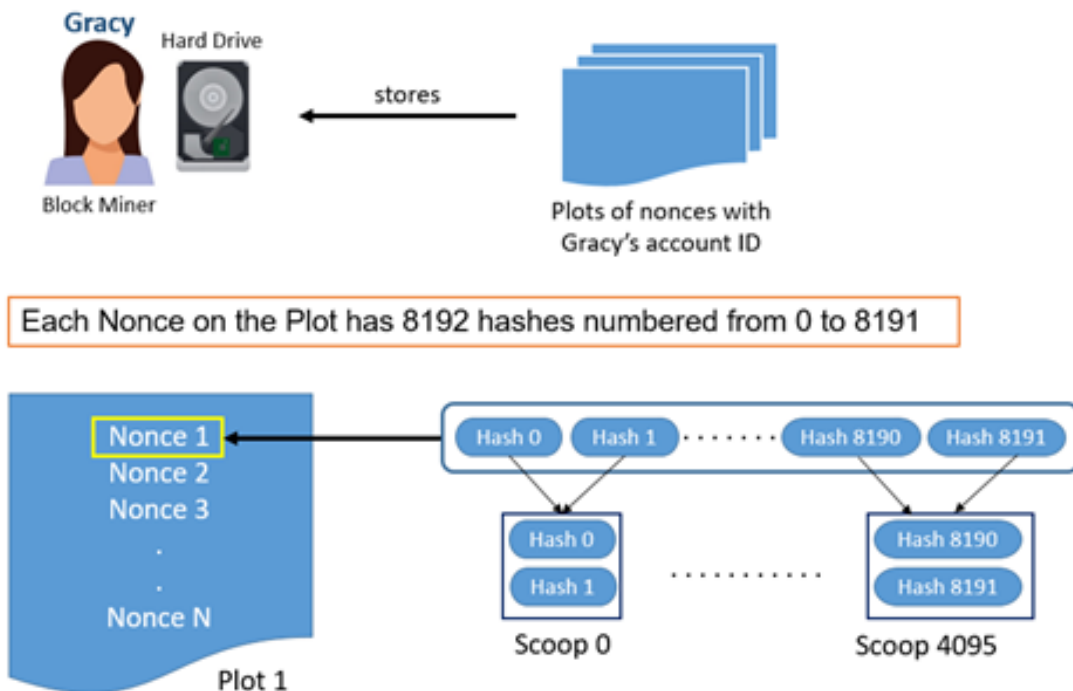 Gracy
Hard Drive
stores
Block Miner
Plots of nonces with
Gracy's account ID
Each Nonce on the Plot has 8192 hashes numbered from 0 to 8191
Nonce 1
Nonce 2
Nonce 3
.
.
Nonce N
Plot 1
Hash 0 Hash 1 . . . . . . . Hash 8190 Hash 8191
Hash 0
Hash 1
Scoop 0
. . . . . . . . . . .
Hash 8190
Hash 8191
Scoop 4095